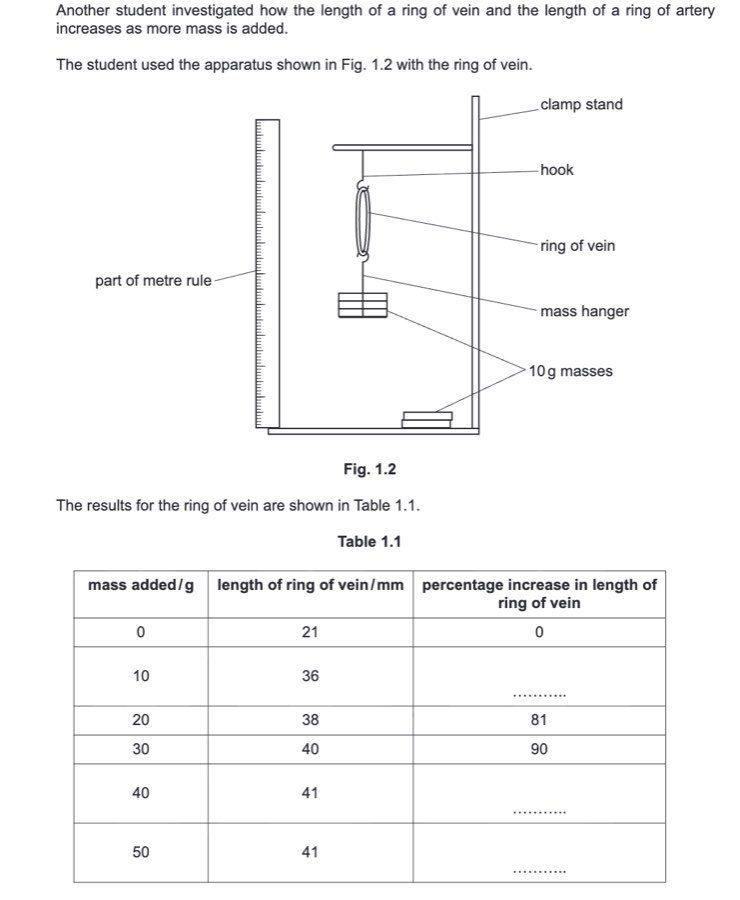 Another student investigated how the length of a ring of vein and the length of a ring of artery
increases as more mass is added.
The student used the apparatus shown in Fig. 1.2 with the ring of vein.
clamp stand
hook
ring of vein
part of metre rule
mass hanger
10 g masses
Fig. 1.2
The results for the ring of vein are shown in Table 1.1.
Table 1.1
mass added/g length of ring of vein/mm percentage increase in length of
ring of vein
0 21 0
10 36 ...........
20 38 81
30 40 90
40 41 ...........
50 41 ...........